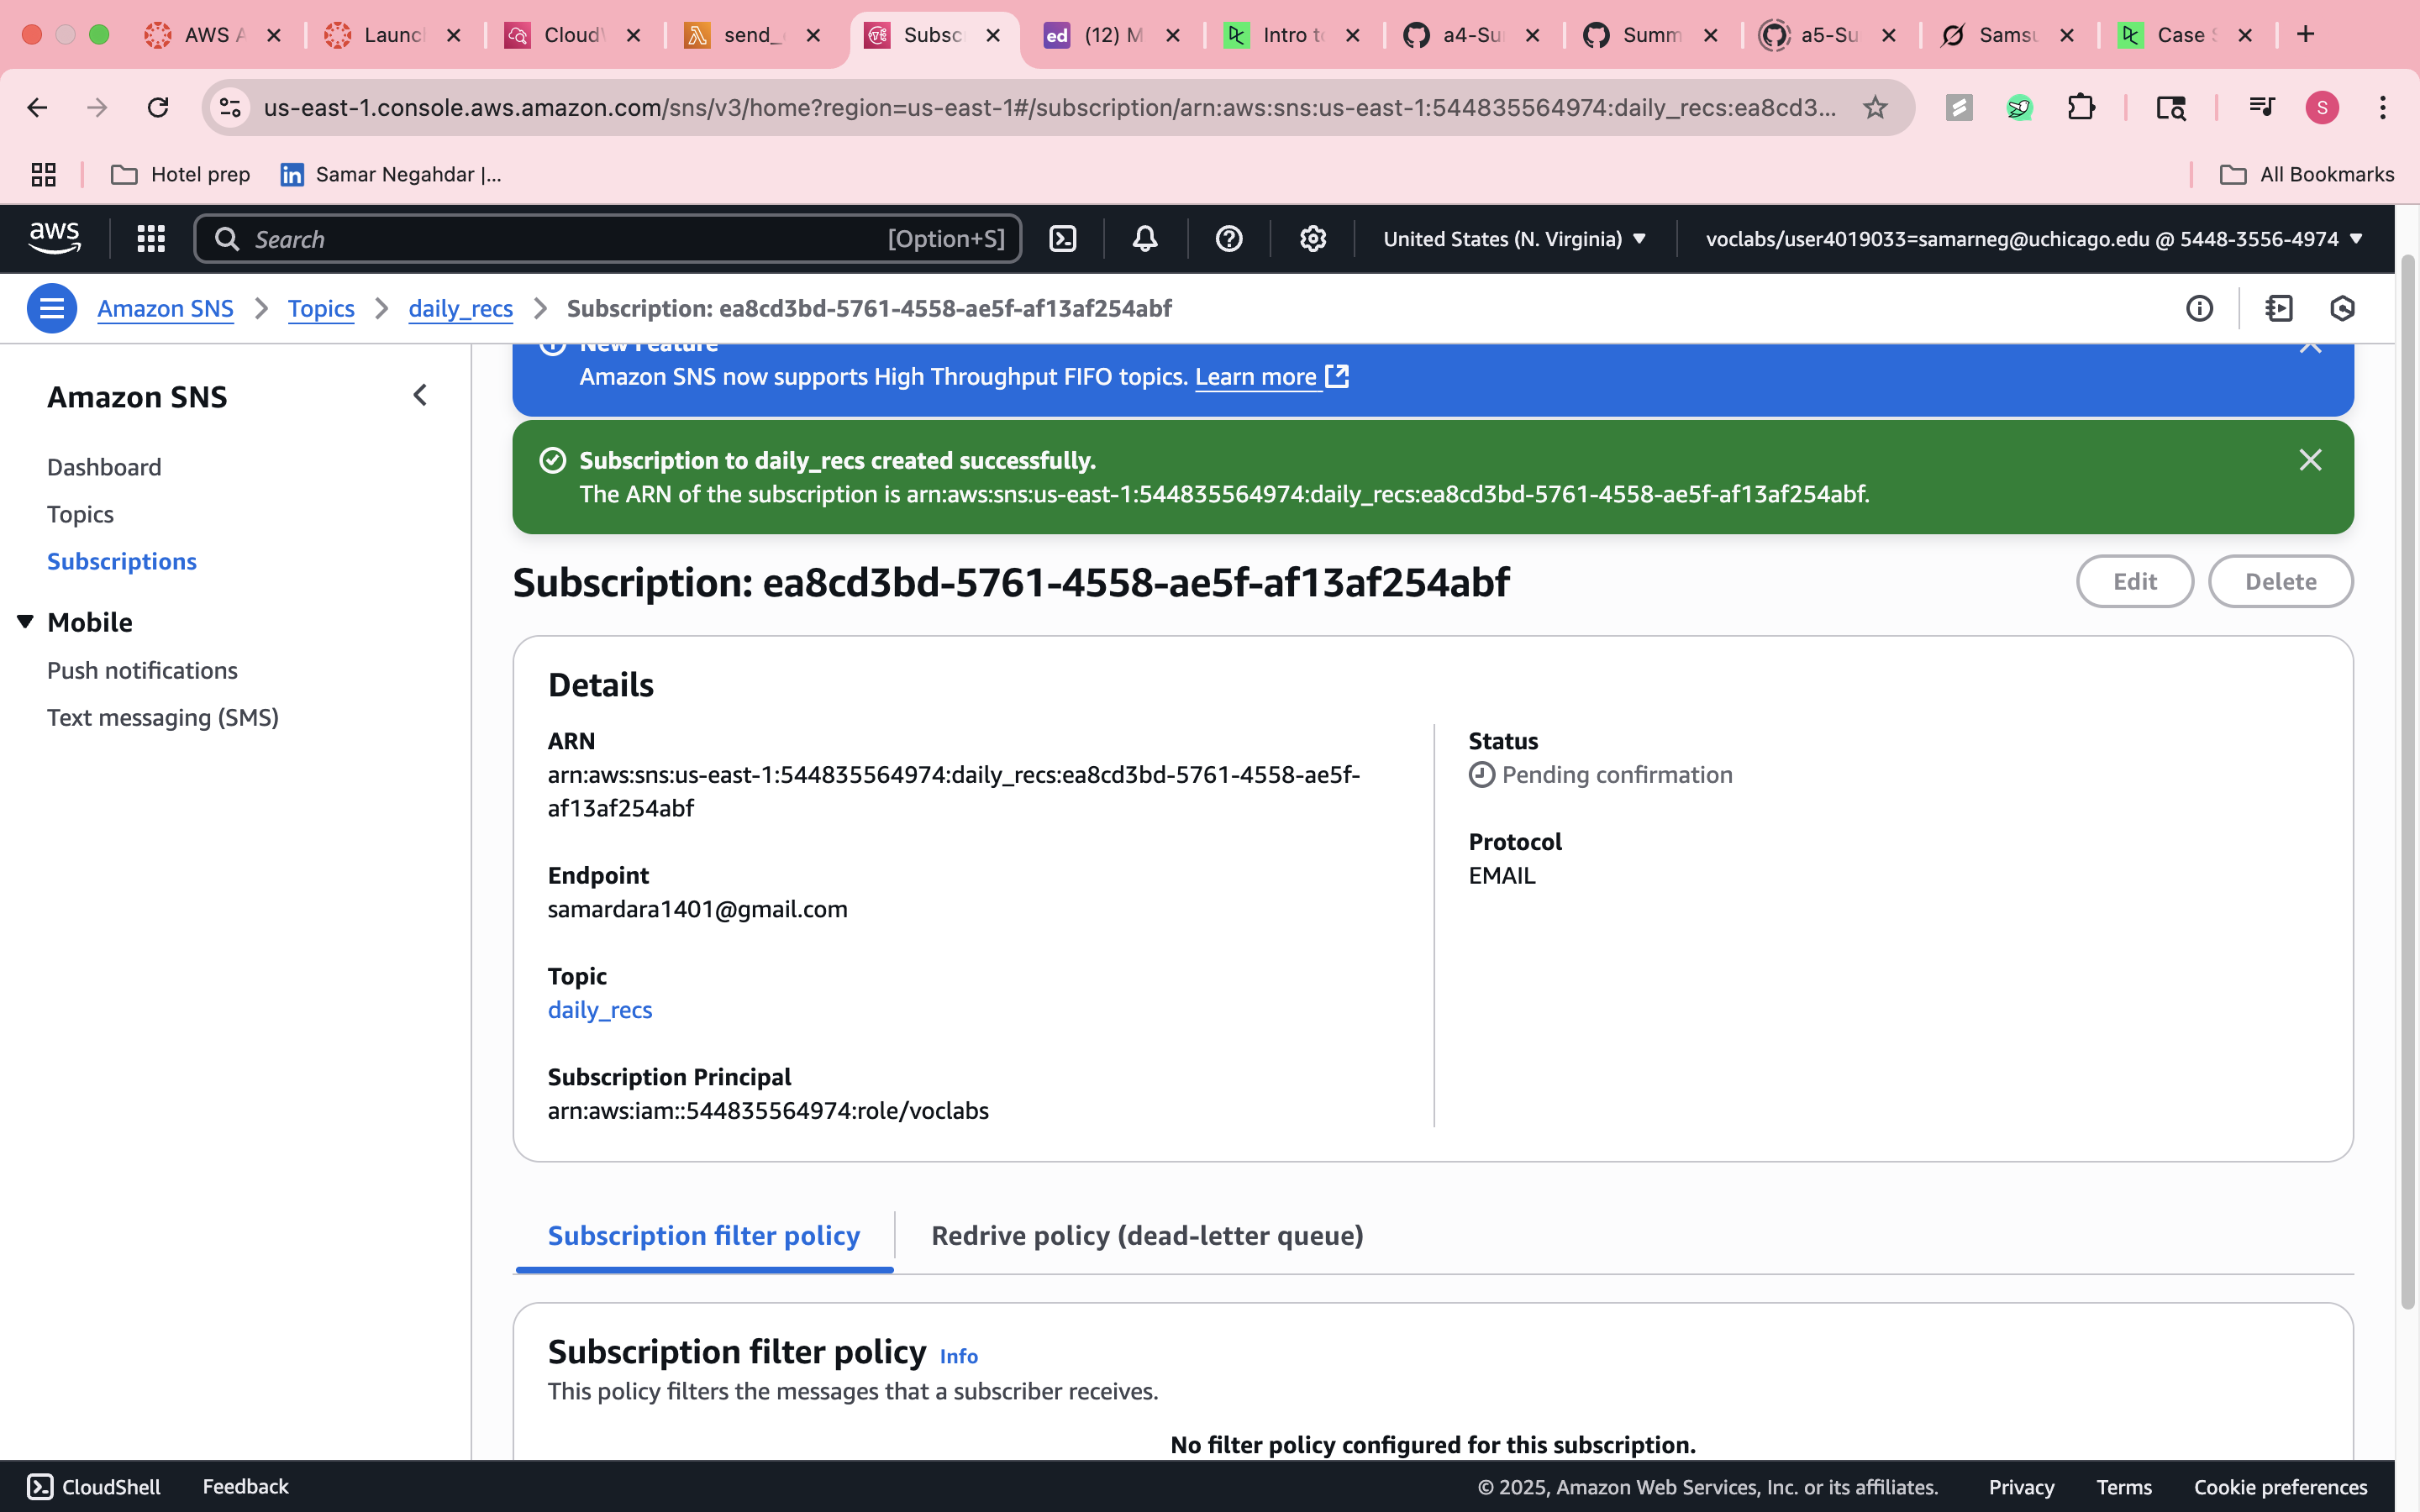 AWS A
Launc
Cloud
send_
Subsc
ed
(12) M
Intro t
a4-Su
Summ
a5-Su
Sams
Case
us-east-1.console.aws.amazon.com/sns/v3/home?region=us-east-1#/subscription/arn:aws:sns:us-east-1:544835564974:daily_recs:ea8cd3...
S
Hotel prep
in
Samar Negahdar |...
All Bookmarks
aws
Search
[Option+S]
United States (N. Virginia)
voclabs/user4019033=samarneg@uchicago.edu @ 5448-3556-4974
Amazon SNS
Topics
daily_recs
Subscription: ea8cd3bd-5761-4558-ae5f-af13af254abf
Amazon SNS
Dashboard
Topics
Subscriptions
Mobile
Push notifications
Text messaging (SMS)
New Feature
Amazon SNS now supports High Throughput FIFO topics. Learn more
Subscription to daily_recs created successfully.
The ARN of the subscription is arn:aws:sns:us-east-1:544835564974:daily_recs:ea8cd3bd-5761-4558-ae5f-af13af254abf.
Subscription: ea8cd3bd-5761-4558-ae5f-af13af254abf
Edit
Delete
Details
ARN
arn:aws:sns:us-east-1:544835564974:daily_recs:ea8cd3bd-5761-4558-ae5f-
af13af254abf
Endpoint
samardara1401@gmail.com
Topic
daily_recs
Subscription Principal
arn:aws:iam::544835564974:role/voclabs
Status
Pending confirmation
Protocol
EMAIL
Subscription filter policy
Redrive policy (dead-letter queue)
Subscription filter policy Info
This policy filters the messages that a subscriber receives.
No filter policy configured for this subscription.
CloudShell
Feedback
© 2025, Amazon Web Services, Inc. or its affiliates.
Privacy
Terms
Cookie preferences